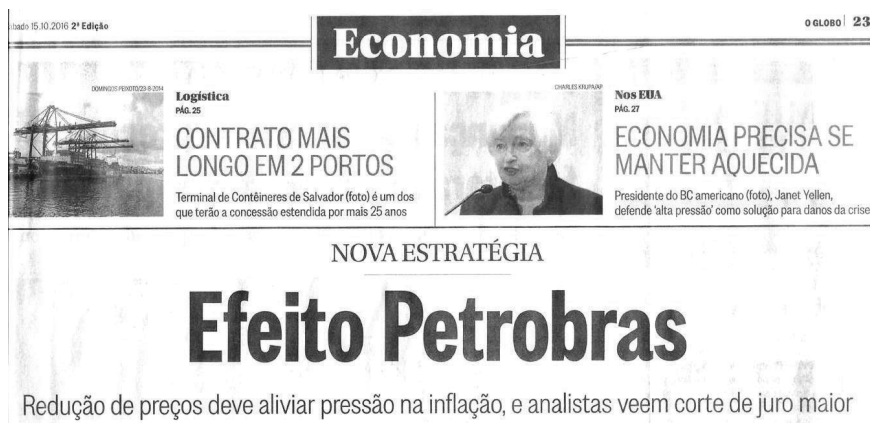 ábado 15.10.2016 2ª Edição
O GLOBO | 23
Economia
DOMINGOS PEIXOTO/23-8-2014
Logística
PÁG. 25
CONTRATO MAIS
LONGO EM 2 PORTOS
Terminal de Contêineres de Salvador (foto) é um dos
que terão a concessão estendida por mais 25 anos
CHARLES KRUPA/AP
Nos EUA
PÁG. 27
ECONOMIA PRECISA SE
MANTER AQUECIDA
Presidente do BC americano (foto), Janet Yellen,
defende ‘alta pressão’ como solução para danos da crise
NOVA ESTRATÉGIA
Efeito Petrobras
Redução de preços deve aliviar pressão na inflação, e analistas veem corte de juro maior